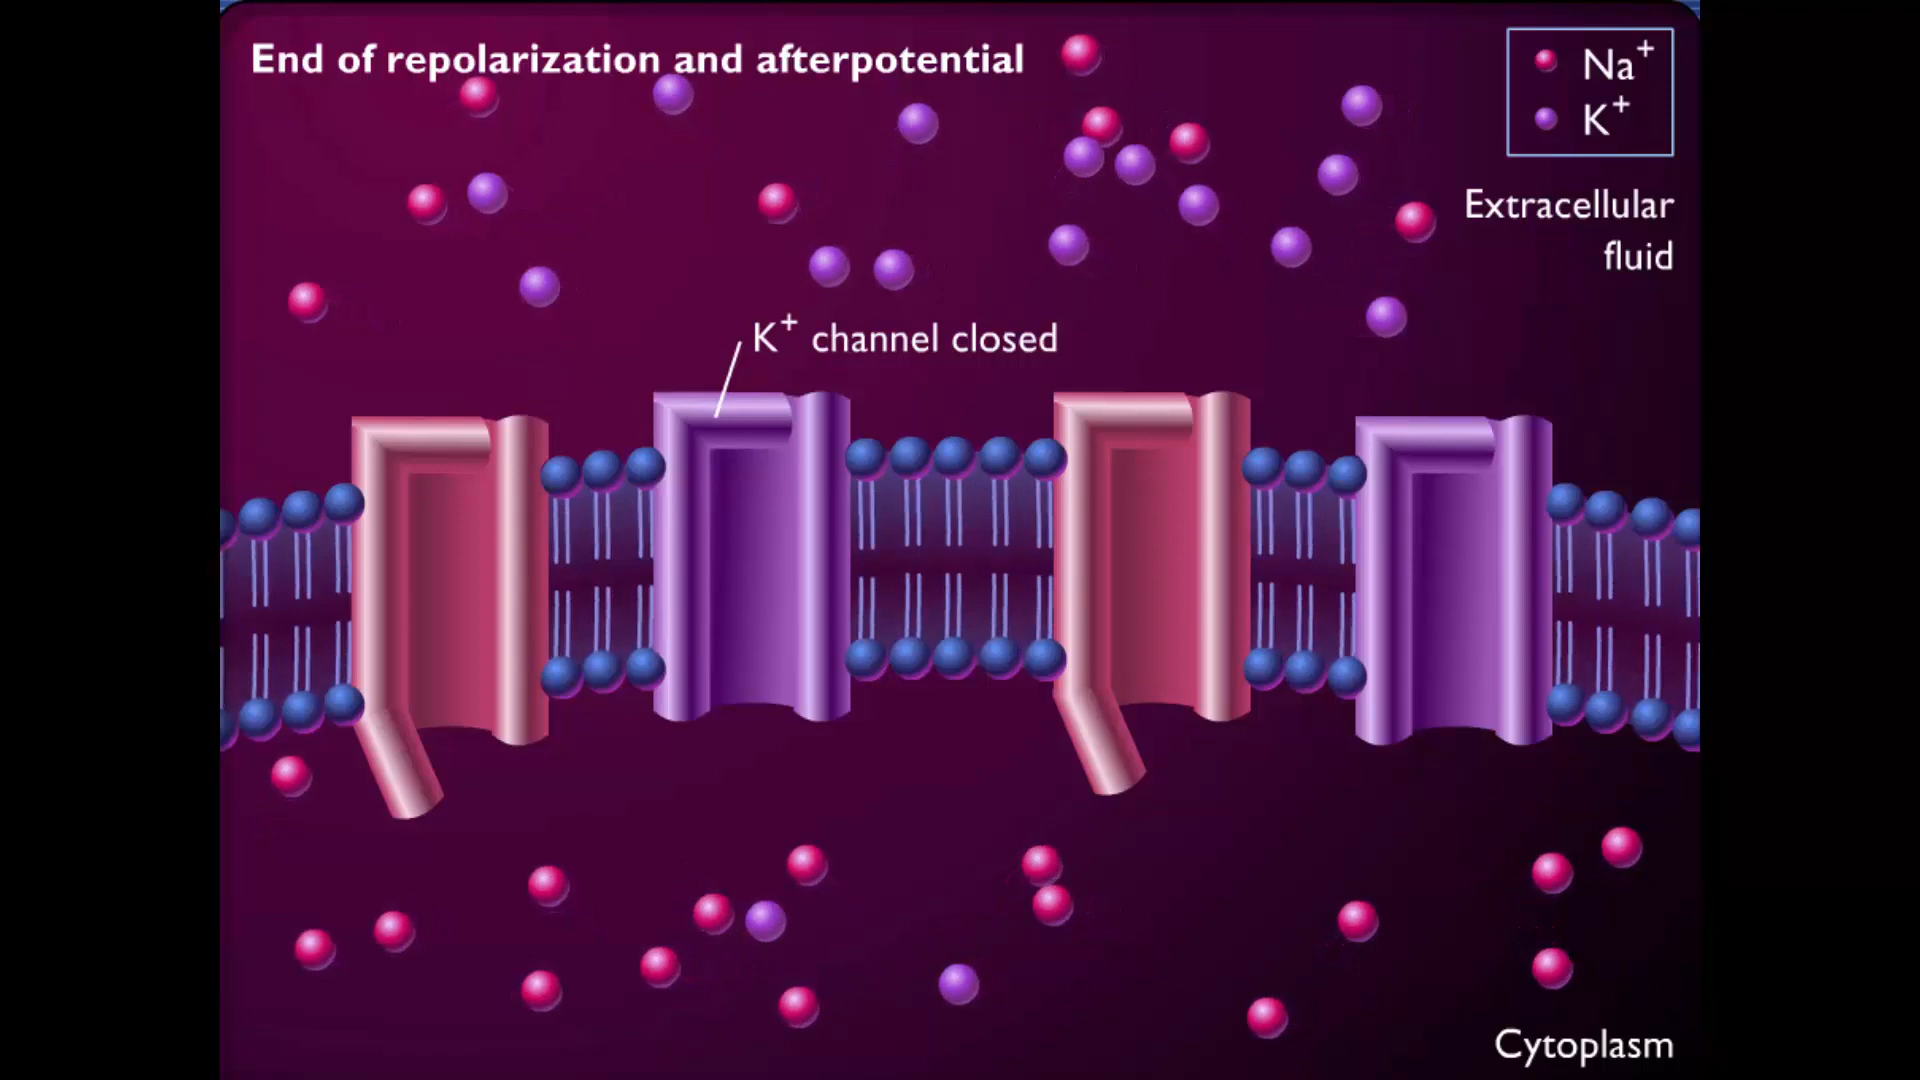 End of repolarization and afterpotential
Na⁺
K⁺
Extracellular
fluid
K⁺ channel closed
Cytoplasm